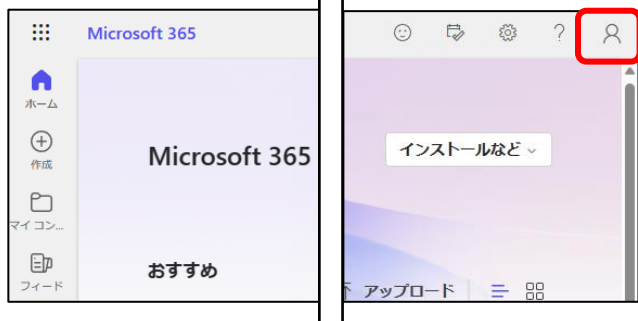 Microsoft 365
ホーム
作成
マイ コン...
フィード
Microsoft 365
おすすめ
?
インストールなど
アップロード